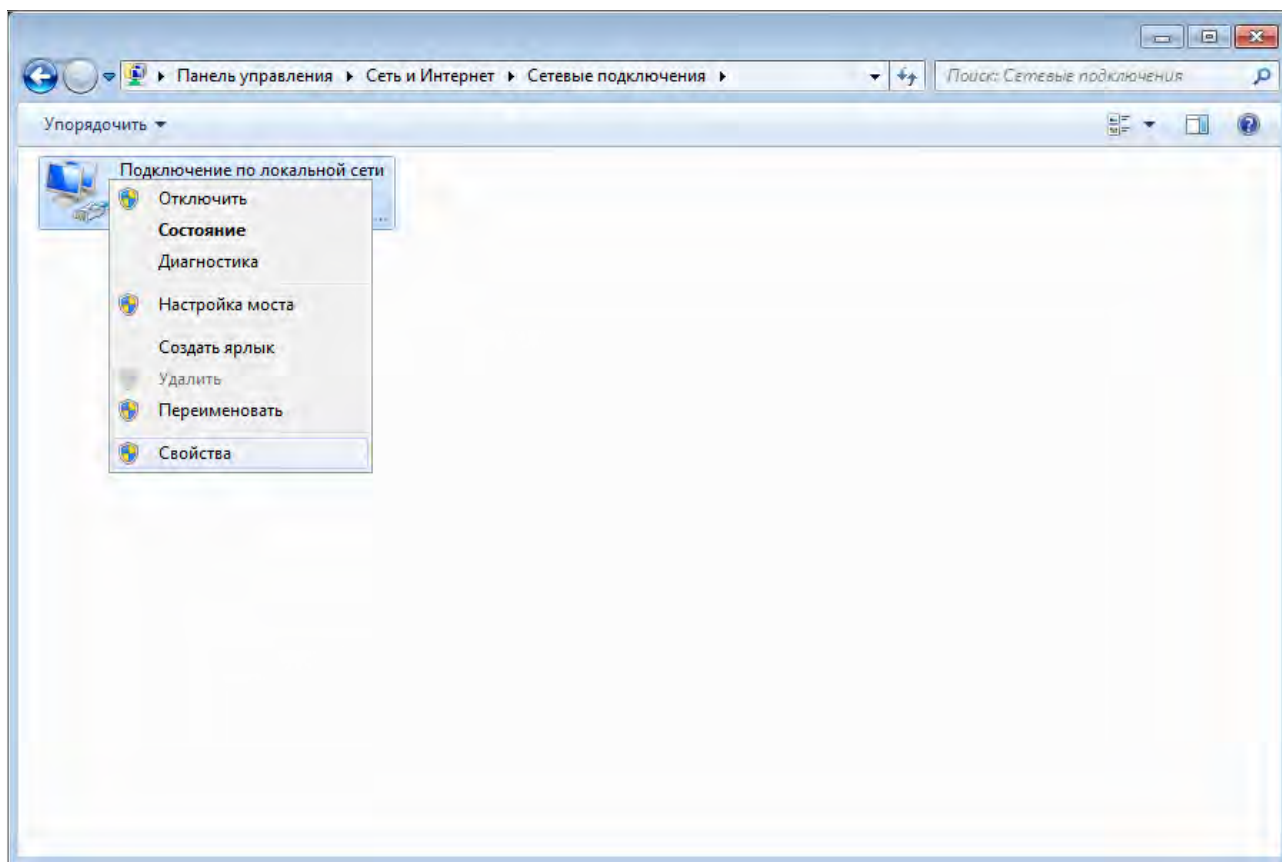 Панель управления ▸ Сеть и Интернет ▸ Сетевые подключения ▸
Поиск: Сетевые подключения
Упорядочить
Подключение по локальной сети
Отключить
...
Состояние
Диагностика
Настройка моста
Создать ярлык
Удалить
Переименовать
Свойства